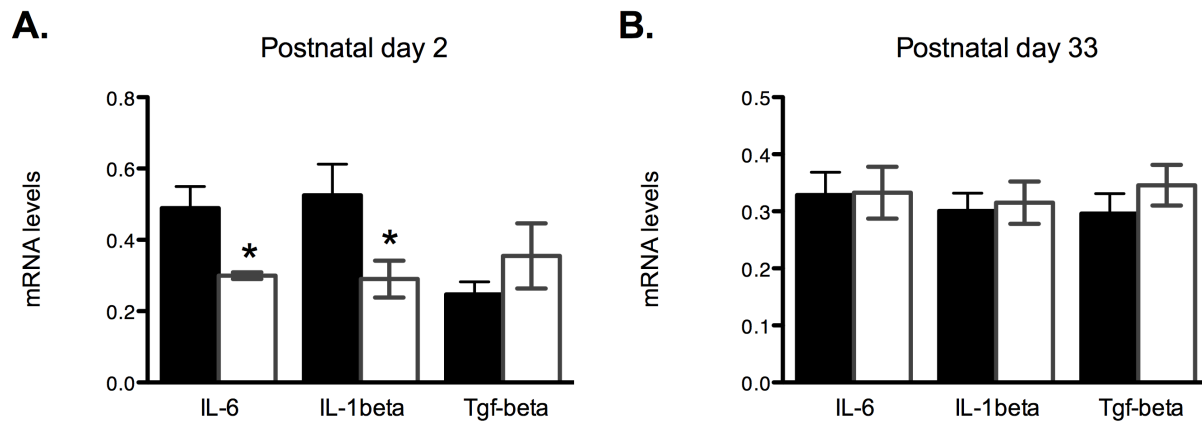 A.
Postnatal day 2
mRNA levels
0.8
0.6
0.4
0.2
0.0
*
*
IL-6 IL-1beta Tgf-beta
B.
Postnatal day 33
mRNA levels
0.5
0.4
0.3
0.2
0.1
0.0
IL-6 IL-1beta Tgf-beta